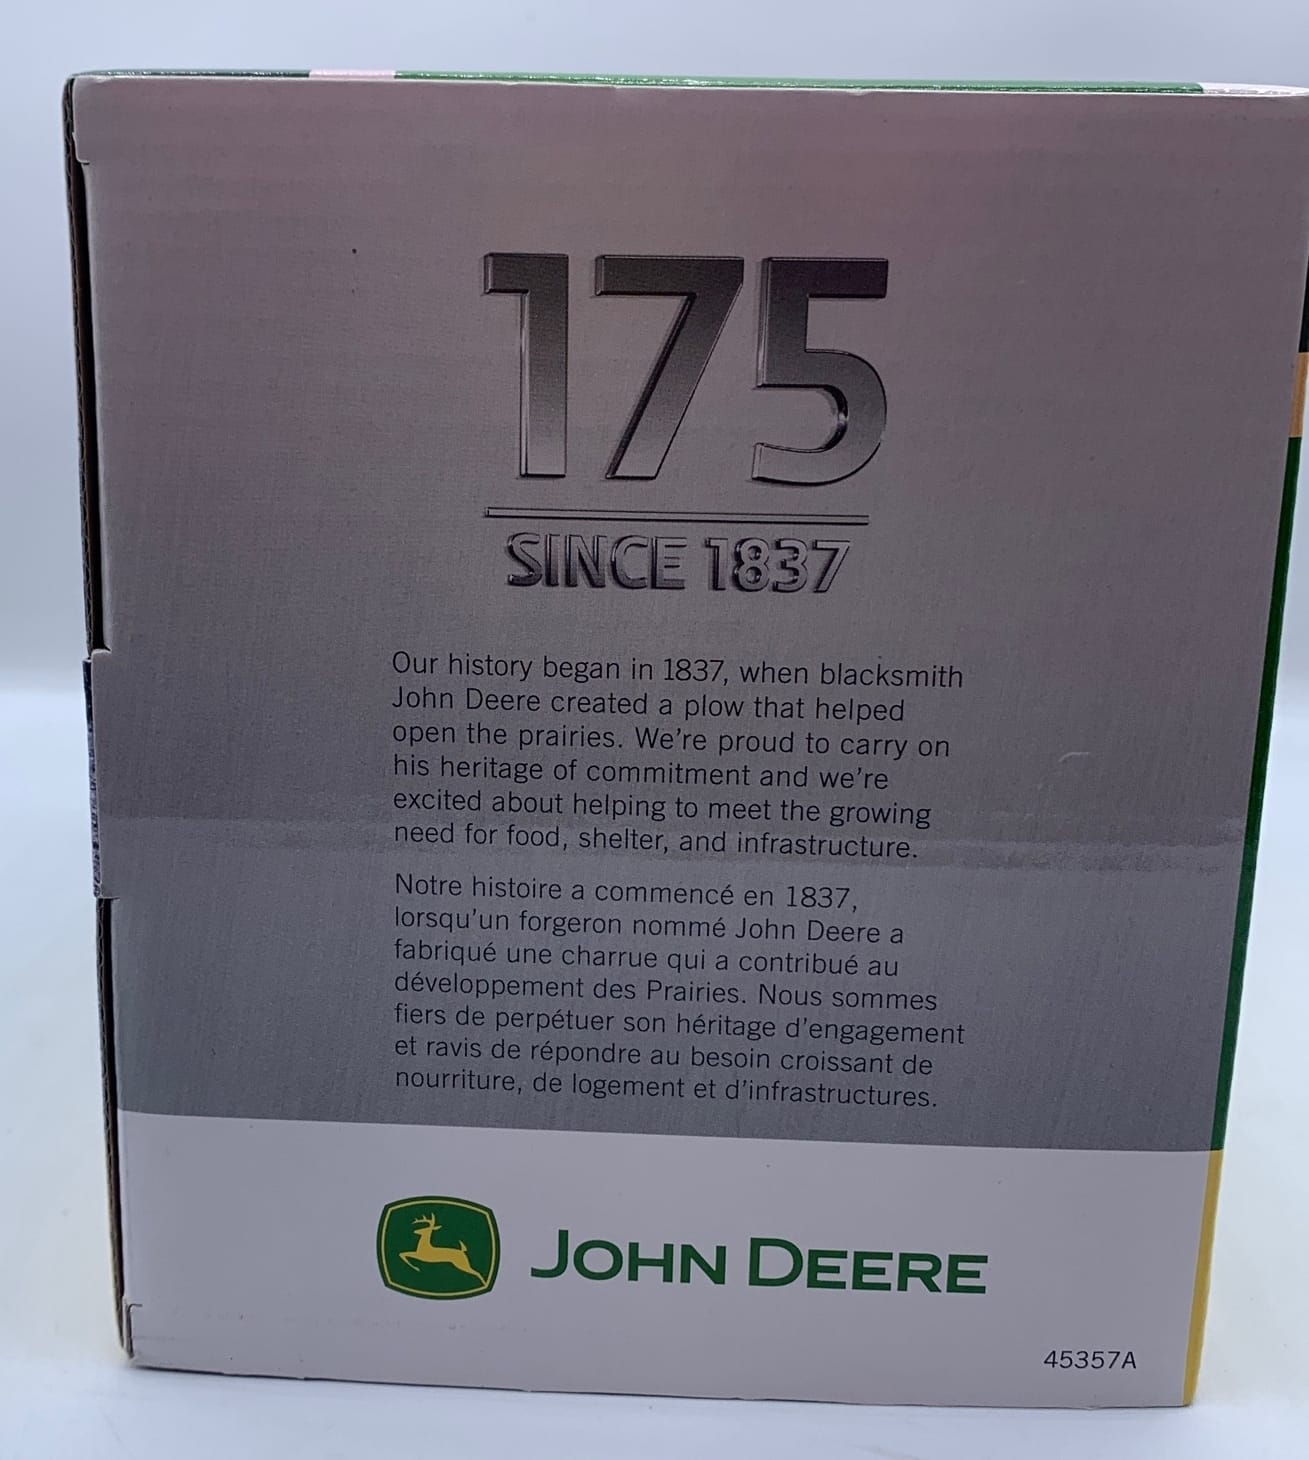 175
SINCE 1837
Our history began in 1837, when blacksmith
John Deere created a plow that helped
open the prairies. We're proud to carry on
his heritage of commitment and we're
excited about helping to meet the growing
need for food, shelter, and infrastructure.
Notre histoire a commencé en 1837,
lorsqu'un forgeron nommé John Deere a
fabriqué une charrue qui a contribué au
développement des Prairies. Nous sommes
fiers de perpétuer son héritage d'engagement
et ravis de répondre au besoin croissant de
nourriture, de logement et d'infrastructures.
JOHN DEERE
45357A